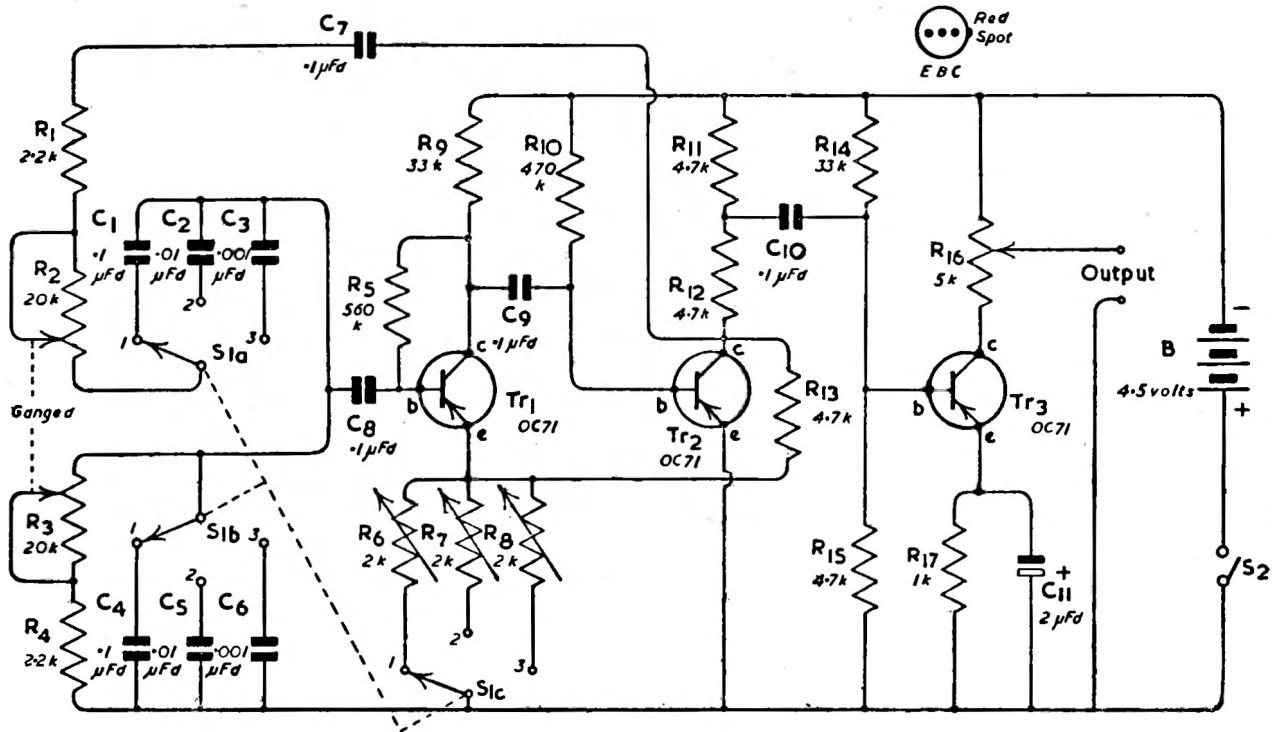 C7
.1 µFd
Red
Spot
E B C
R1
2.2k
R9
33k
R10
470
k
R11
4.7k
R14
33k
C1
.1
µFd
C2
.01
µFd
C3
.001
µFd
R2
20k
1
2
3
S1a
Ganged
R5
560
k
C9
.1µFd
C10
.1µFd
R12
4.7k
R16
5k
Output
-
B
4.5 volts
+
C8
.1µFd
b
c
e
Tr1
OC71
b
c
e
Tr2
OC71
R13
4.7k
b
c
e
Tr3
OC71
R3
20k
1
S1b
2
3
R4
2.2k
C4
.1
µFd
C5
.01
µFd
C6
.001
µFd
R6
2k
R7
2k
R8
2k
1
2
3
S1c
R15
4.7k
R17
1k
+
C11
2µFd
S2